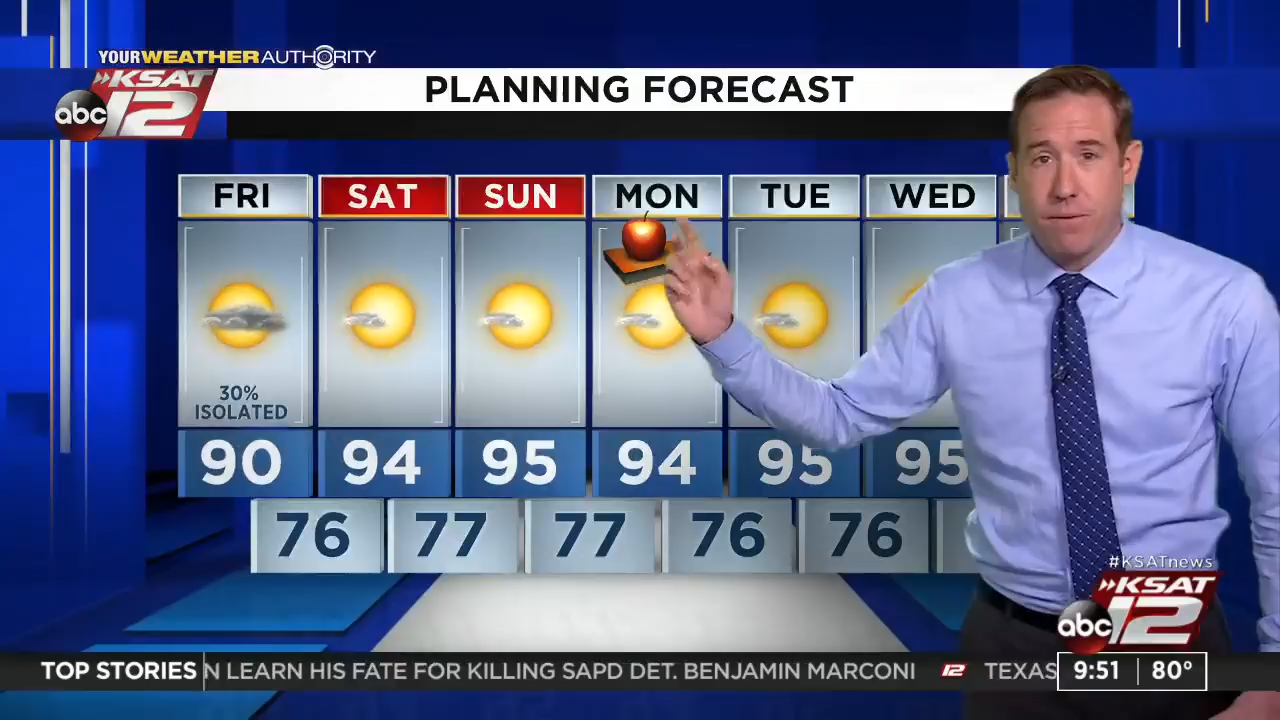 YOURWEATHERAUTHORITY
KSAT
abc 12
PLANNING FORECAST
FRI SAT SUN MON TUE WED
30%
ISOLATED
90 94 95 94 95 95
76 77 77 76 76
#KSATnews
KSAT
abc 12
TOP STORIES N LEARN HIS FATE FOR KILLING SAPD DET. BENJAMIN MARCONI 12 TEXAS 9:51 80°